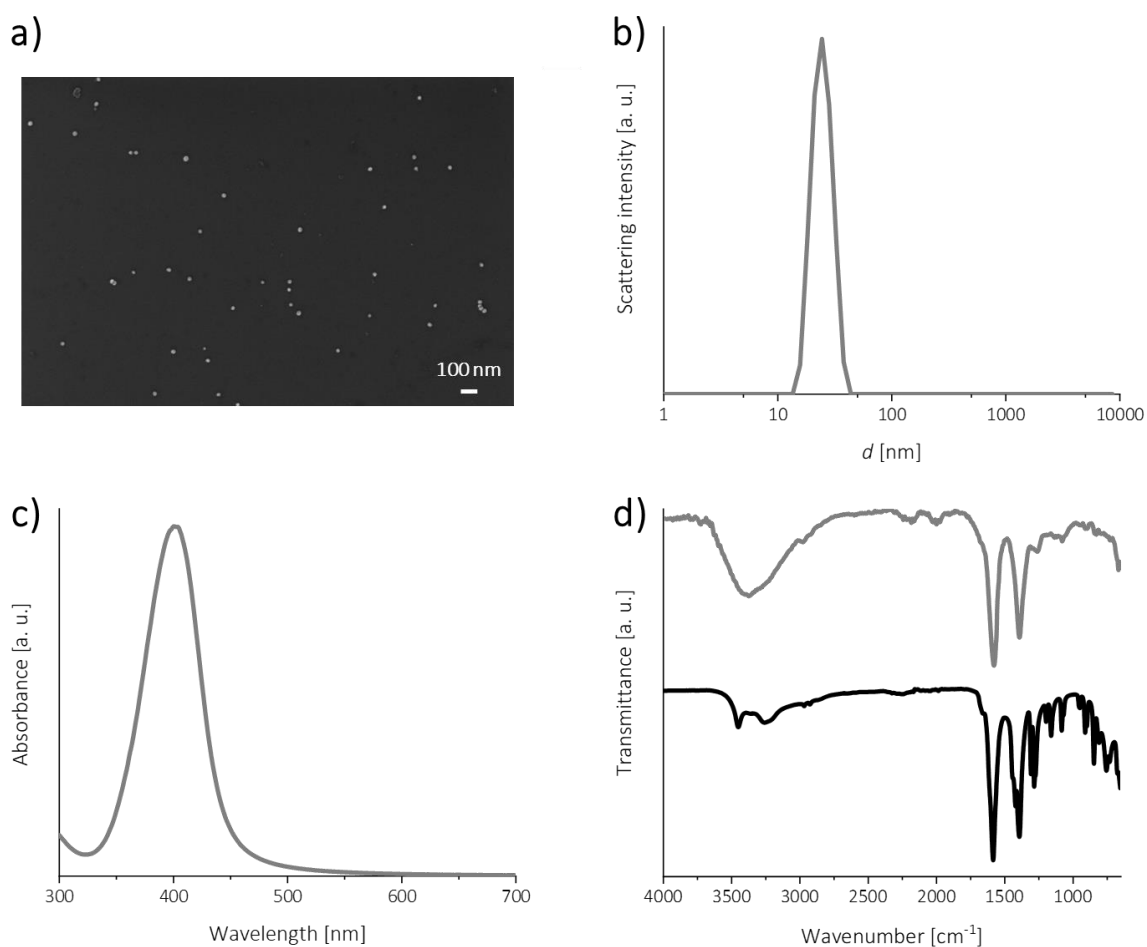 a)
100 nm
b)
Scattering intensity [a. u.]
1 10 100 1000 10000
d [nm]
c)
Absorbance [a. u.]
300 400 500 600 700
Wavelength [nm]
d)
Transmittance [a. u.]
4000 3500 3000 2500 2000 1500 1000
Wavenumber [cm⁻¹]